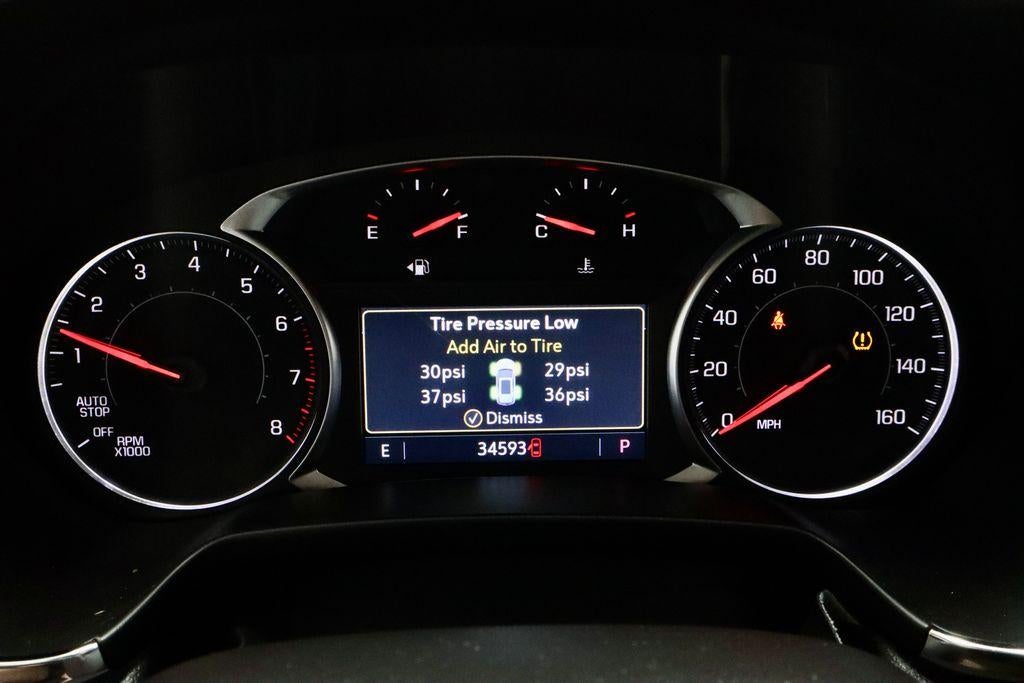 E F
C H
1
2
3
4
5
6
7
8
AUTO
STOP
OFF
RPM
X1000
Tire Pressure Low
Add Air to Tire
30psi 29psi
37psi 36psi
Dismiss
E 34593 P
0
20
40
60
80
100
120
140
160
MPH